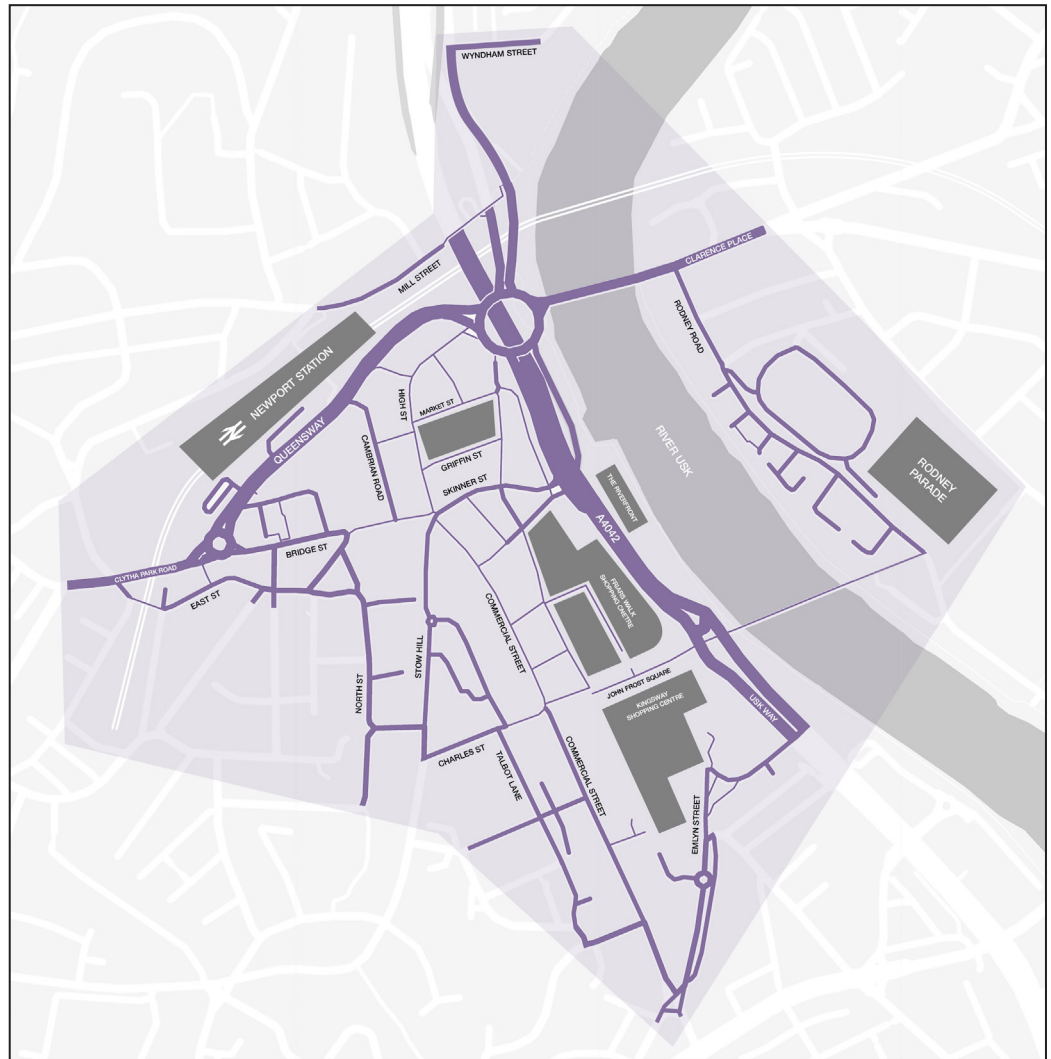 WYNDHAM STREET
CLARENCE PLACE
MILL STREET
RODNEY ROAD
NEWPORT STATION
QUEENSWAY
HIGH ST
MARKET ST
CAMBRIAN ROAD
GRIFFIN ST
SKINNER ST
RIVER USK
RODNEY
PARADE
THE RIVERFRONT
A4042
BRIDGE ST
CLYTHA PARK ROAD
EAST ST
FRIARS WALK
SHOPPING CNETRE
COMMERCIAL STREET
STOW HILL
NORTH ST
JOHN FROST SQUARE
KINGSWAY
SHOPPING CENTRE
USK WAY
CHARLES ST
TALBOT LANE
COMMERCIAL STREET
EMLYN STREET